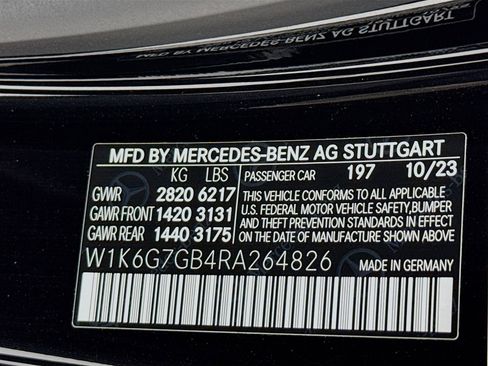 MFD BY MERCEDES-BENZ AG STUTTGART
KG LBS PASSENGER CAR 197 10/23
GWWR 2820 6217
GAWR FRONT 1420 3131
GAWR REAR 1440 3175
THIS VEHICLE CONFORMS TO ALL APPLICABLE
U.S. FEDERAL MOTOR VEHICLE SAFETY,BUMPER
AND THEFT PREVENTION STANDARDS IN EFFECT
ON THE DATE OF MANUFACTURE SHOWN ABOVE.
W1K6G7GB4RA264826 MADE IN GERMANY